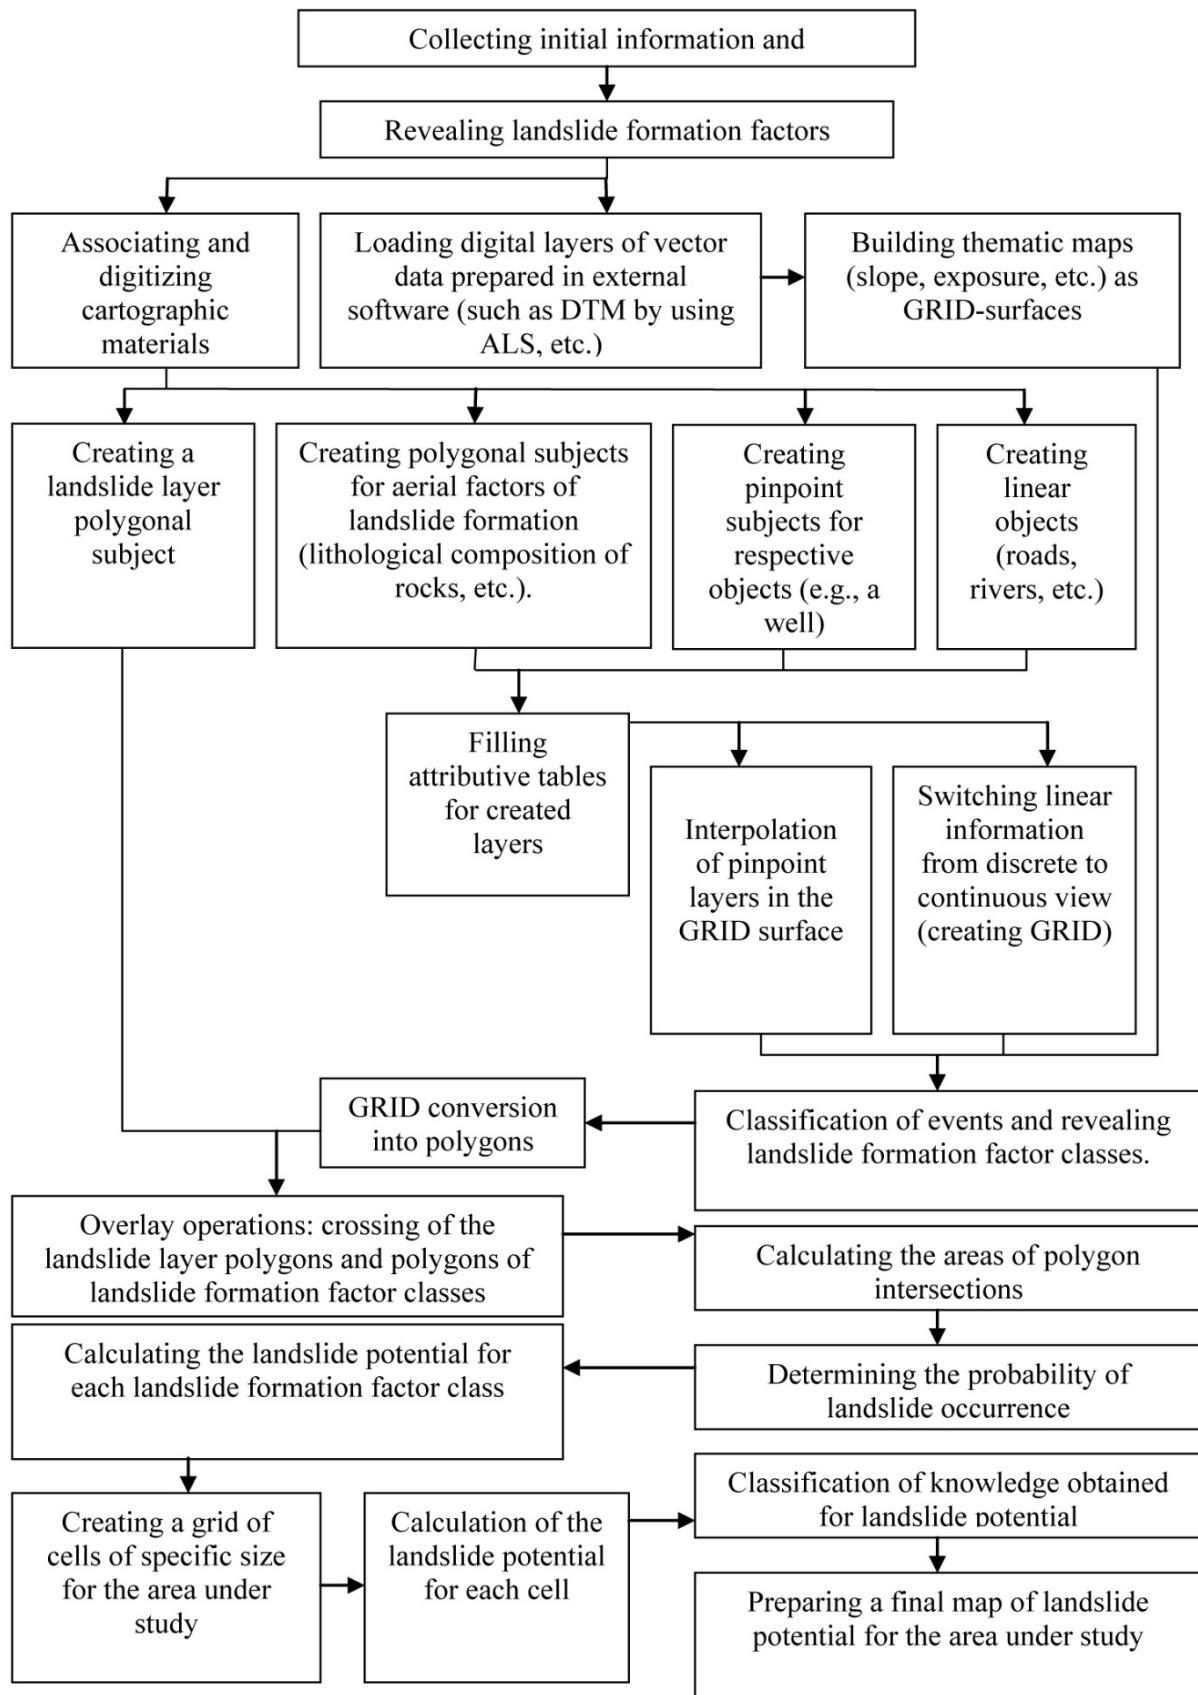 Collecting initial information and
Revealing landslide formation factors
Associating and
digitizing
cartographic
materials
Loading digital layers of vector
data prepared in external
software (such as DTM by using
ALS, etc.)
Building thematic maps
(slope, exposure, etc.) as
GRID-surfaces
Creating a
landslide layer
polygonal
subject
Creating polygonal subjects
for aerial factors of
landslide formation
(lithological composition of
rocks, etc.).
Creating
pinpoint
subjects for
respective
objects (e.g., a
well)
Creating
linear
objects
(roads,
rivers, etc.)
Filling
attributive tables
for created
layers
Interpolation
of pinpoint
layers in the
GRID surface
Switching linear
information
from discrete to
continuous view
(creating GRID)
GRID conversion
into polygons
Classification of events and revealing
landslide formation factor classes.
Overlay operations: crossing of the
landslide layer polygons and polygons of
landslide formation factor classes
Calculating the areas of polygon
intersections
Calculating the landslide potential for
each landslide formation factor class
Determining the probability of
landslide occurrence
Creating a grid of
cells of specific size
for the area under
study
Calculation of the
landslide potential
for each cell
Classification of knowledge obtained
for landslide potential
Preparing a final map of landslide
potential for the area under study